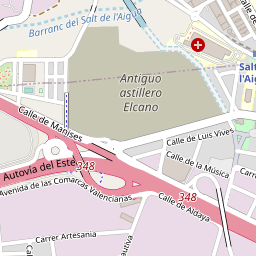 Barranc del Salt de l'Aigua
Antiguo
astillero
Elcano
Salt
l'Aig
Calle de Manises
Calle de Luis Vives
Autovía del Este
348
Calle de la Música
Avenida de las Comarcas Valencianas
348
Calle de Aldaya
Carrer Artesania